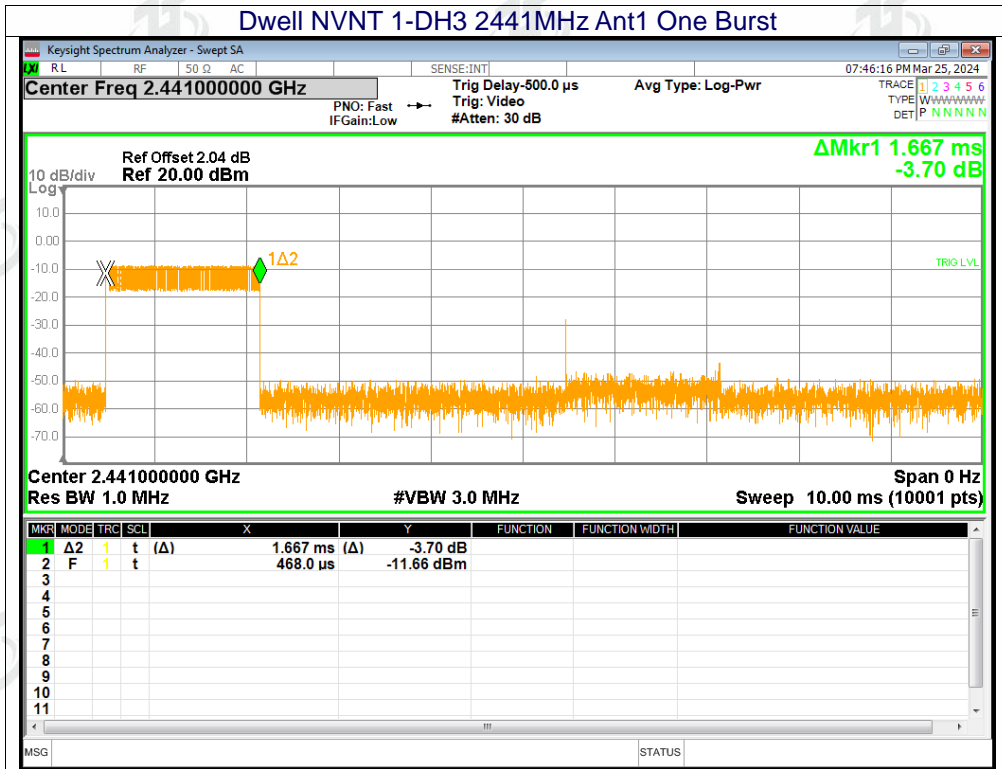 Dwell NVNT 1-DH3 2441MHz Ant1 One Burst
Keysight Spectrum Analyzer - Swept SA
LXI RL RF 50 Ω AC SENSE:INT 07:46:16 PM Mar 25, 2024
Center Freq 2.441000000 GHz
PNO: Fast
IFGain:Low
Trig Delay-500.0 µs
Trig: Video
#Atten: 30 dB
Avg Type: Log-Pwr
TRACE 1 2 3 4 5 6
TYPE WWWWWWW
DET P N N N N N
ΔMkr1 1.667 ms
-3.70 dB
Ref Offset 2.04 dB
10 dB/div Ref 20.00 dBm
Log
10.0
0.00
-10.0
-20.0
-30.0
-40.0
-50.0
-60.0
-70.0
1Δ2
TRIG LVL
Center 2.441000000 GHz Span 0 Hz
Res BW 1.0 MHz #VBW 3.0 MHz Sweep 10.00 ms (10001 pts)
MKR MODE TRC SCL X Y FUNCTION FUNCTION WIDTH FUNCTION VALUE
1 Δ2 1 t (Δ) 1.667 ms (Δ) -3.70 dB
2 F 1 t 468.0 µs -11.66 dBm
3
4
5
6
7
8
9
10
11
MSG STATUS